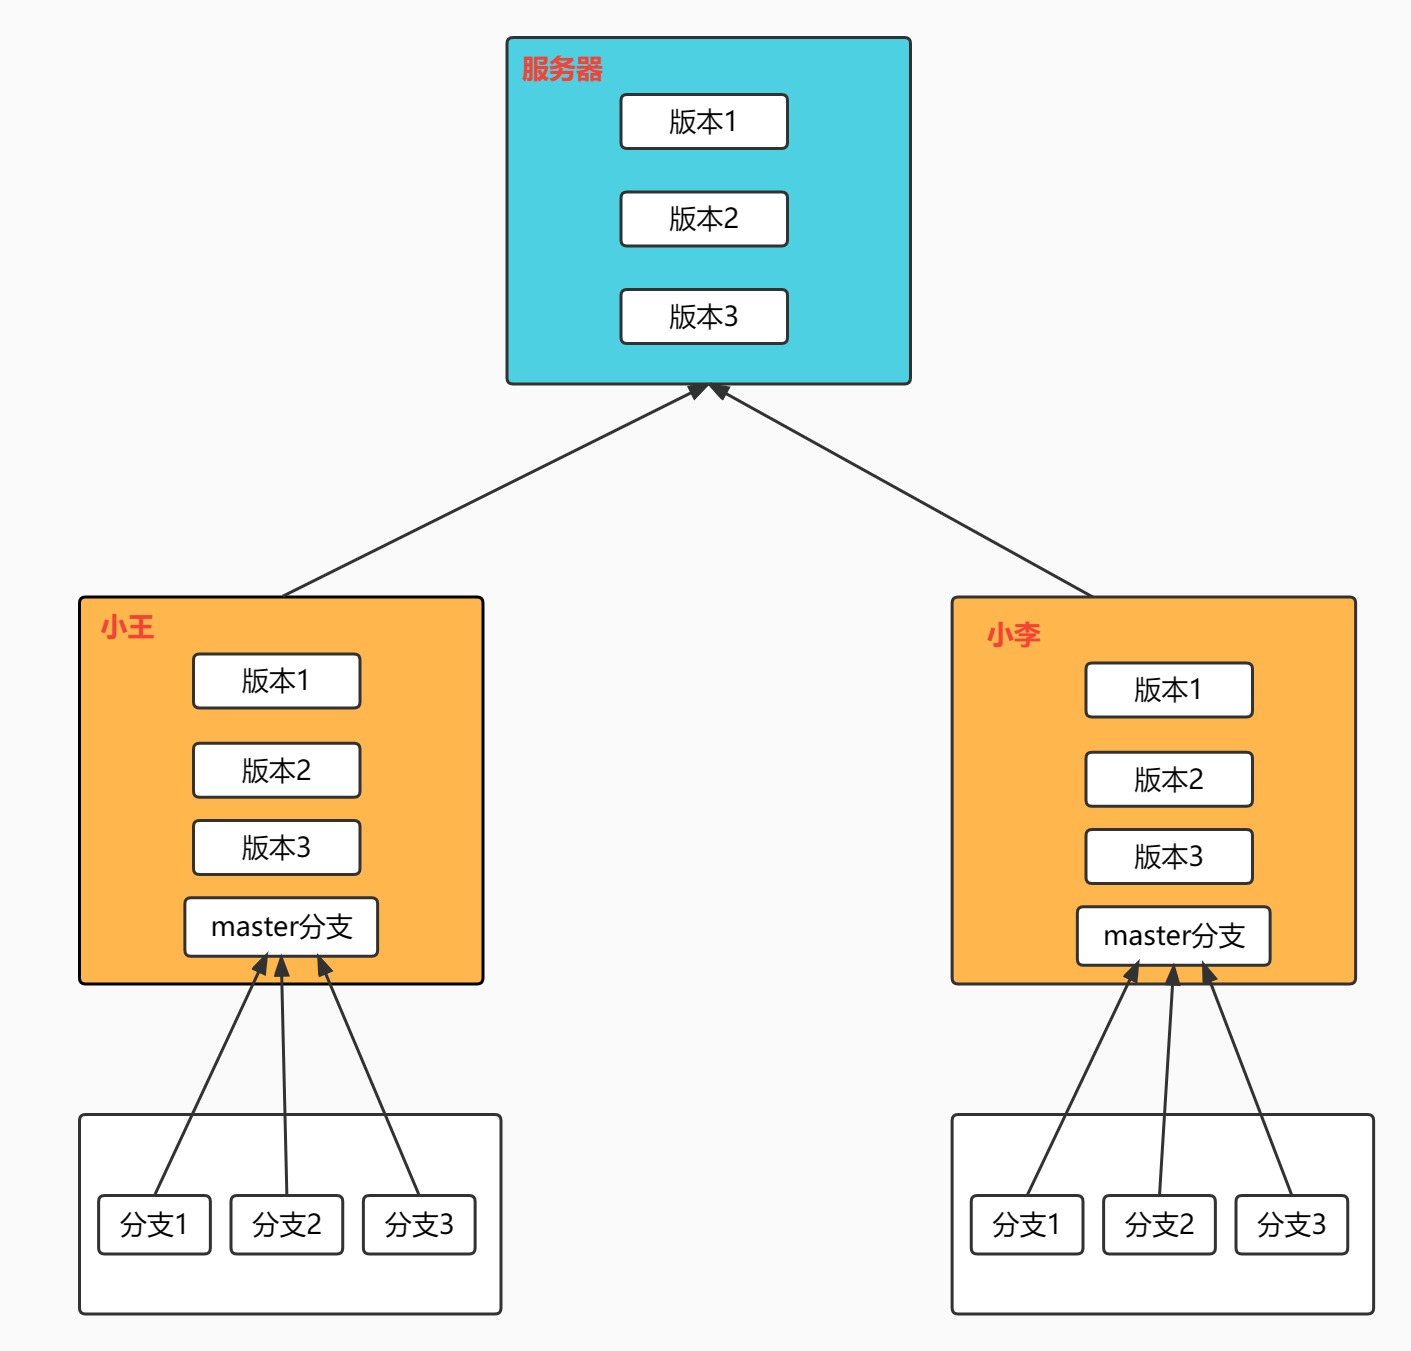 服务器
版本1
版本2
版本3
小王
版本1
版本2
版本3
master分支
分支1
分支2
分支3
小李
版本1
版本2
版本3
master分支
分支1
分支2
分支3